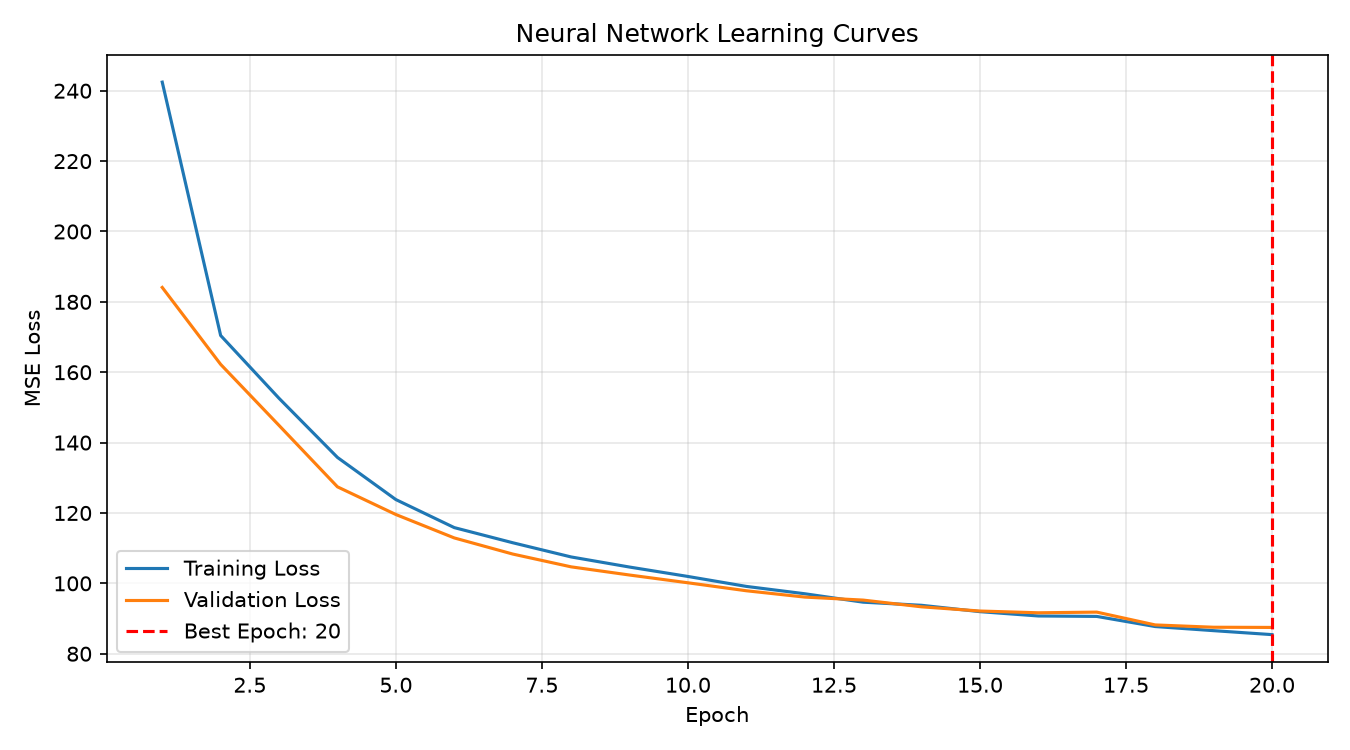 Neural Network Learning Curves
240
220
200
180
160
140
120
100
80
MSE Loss
Training Loss
Validation Loss
Best Epoch: 20
2.5 5.0 7.5 10.0 12.5 15.0 17.5 20.0
Epoch